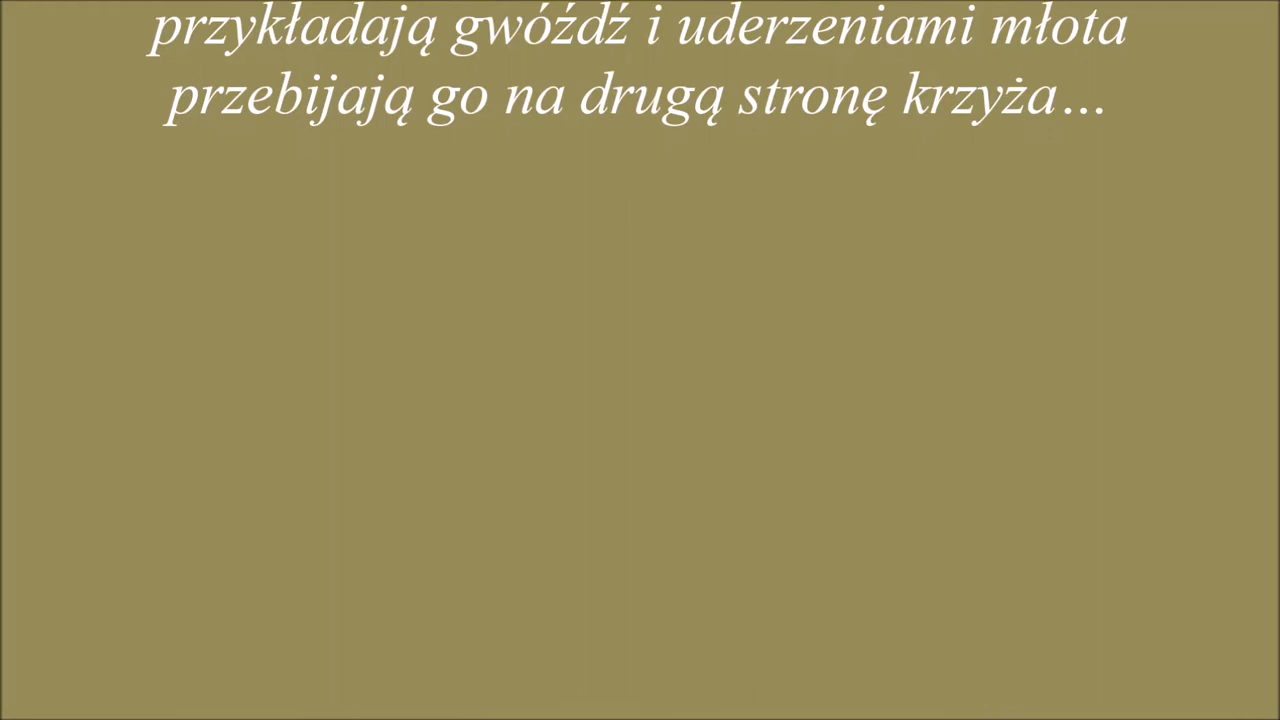 przykładają gwóźdź i uderzeniami młota
przebijają go na drugą stronę krzyża…